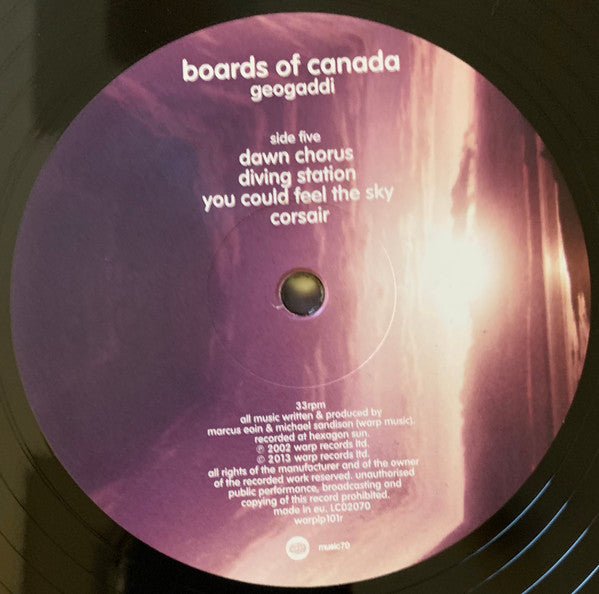 boards of canada
geogaddi
side five
dawn chorus
diving station
you could feel the sky
corsair
33rpm
all music written & produced by
marcus eoin & michael sandison (warp music).
recorded at hexagon sun.
℗ 2002 warp records ltd.
© 2013 warp records ltd.
all rights of the manufacturer and of the owner
of the recorded work reserved. unauthorised
public performance, broadcasting and
copying of this record prohibited.
made in eu. LC02070
warplp101r
music70